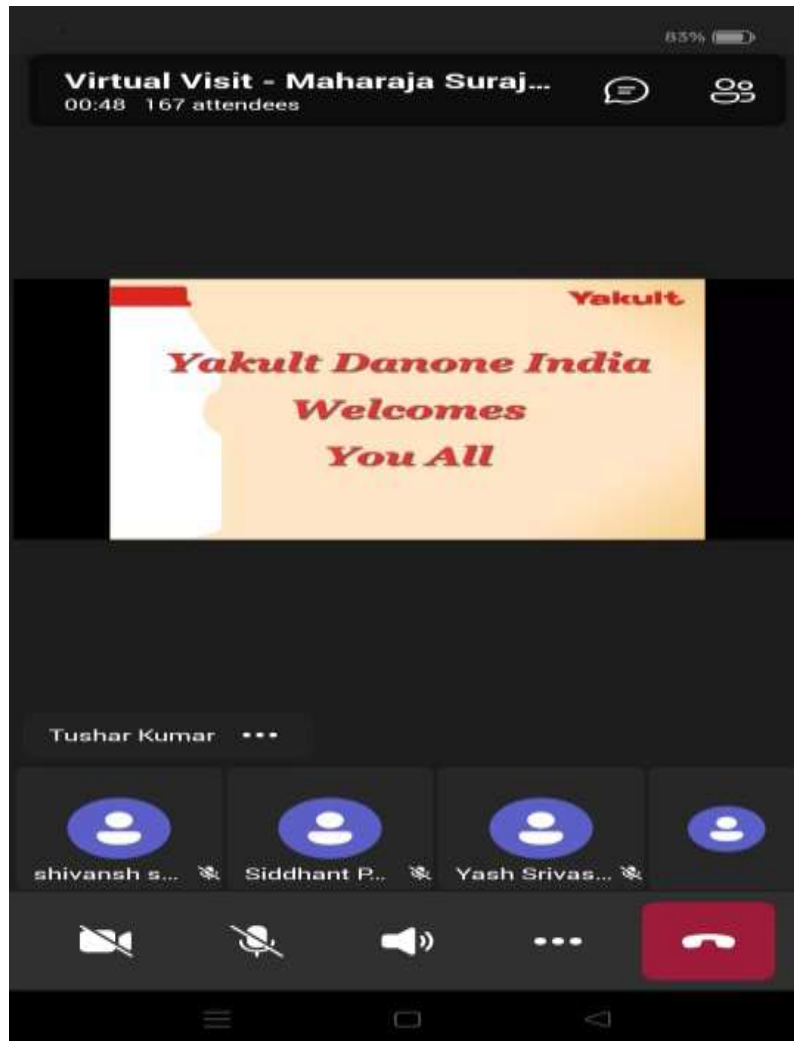 83%
Virtual Visit - Maharaja Suraj...
00:48 167 attendees
Yakult
Yakult Danone India
Welcomes
You All
Tushar Kumar
shivansh s...
Siddhant P...
Yash Srivas...